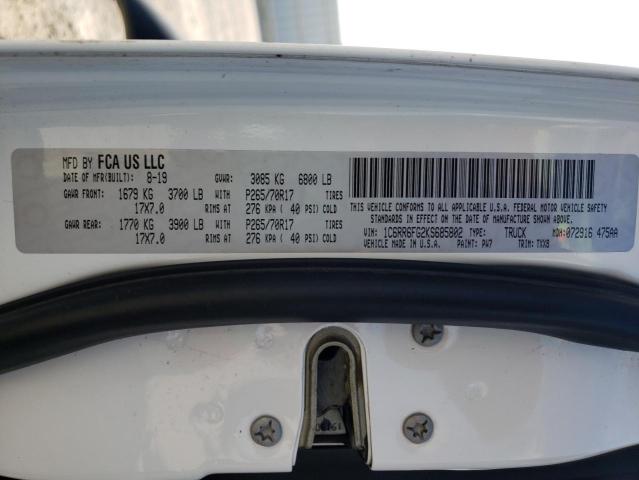 MFD BY FCA US LLC
DATE OF MFR(BUILT): 8-19 GVWR: 3085 KG 6800 LB
GAWR FRONT: 1679 KG 3700 LB WITH P265/70R17 TIRES
17X7.0 RIMS AT 276 KPA ( 40 PSI) COLD
GAWR REAR: 1770 KG 3900 LB WITH P265/70R17 TIRES
17X7.0 RIMS AT 276 KPA ( 40 PSI) COLD
THIS VEHICLE CONFORMS TO ALL APPLICABLE U.S.A. FEDERAL MOTOR VEHICLE SAFETY
STANDARDS IN EFFECT ON THE DATE OF MANUFACTURE SHOWN ABOVE.
VIN: 1C6RR6FG2KS605802 TYPE: TRUCK MDH: 072916 475AA
VEHICLE MADE IN U.S.A. PAINT: PW7 TRIM: TXX8